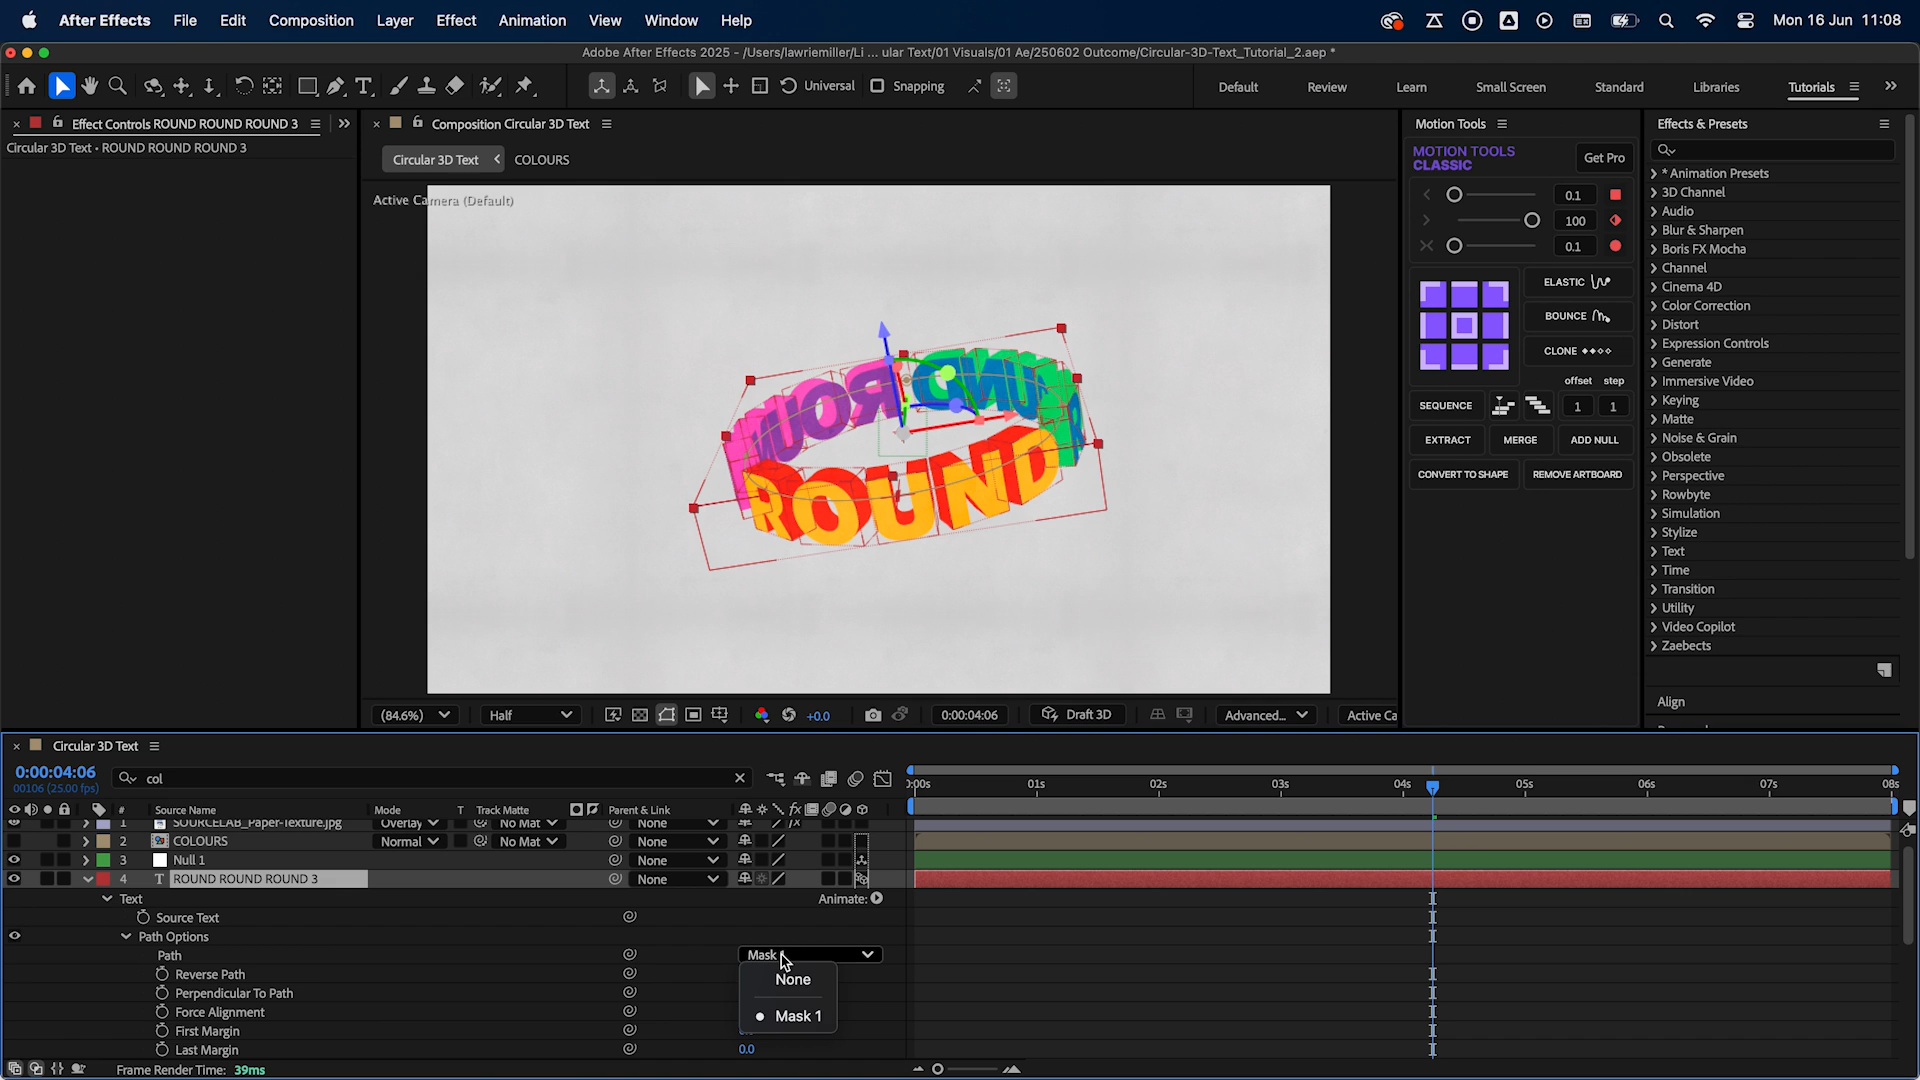 After Effects File Edit Composition Layer Effect Animation View Window Help Mon 16 Jun 11:08
Adobe After Effects 2025 - /Users/lawriemiller/Li ... ular Text/01 Visuals/01 Ae/250602 Outcome/Circular-3D-Text_Tutorial_2.aep *
Universal Snapping Default Review Learn Small Screen Standard Libraries Tutorials
Effect Controls ROUND ROUND ROUND 3
Circular 3D Text • ROUND ROUND ROUND 3
Composition Circular 3D Text
Circular 3D Text COLOURS
Active Camera (Default)
ROUND
ROUND
ROUND
(84.6%) Half +0.0 0:00:04:06 Draft 3D Advanced... Active Ca
Motion Tools
MOTION TOOLS
CLASSIC
Get Pro
0.1
100
0.1
ELASTIC
BOUNCE
CLONE
offset step
SEQUENCE 1 1
EXTRACT MERGE ADD NULL
CONVERT TO SHAPE REMOVE ARTBOARD
Effects & Presets
* Animation Presets
3D Channel
Audio
Blur & Sharpen
Boris FX Mocha
Channel
Cinema 4D
Color Correction
Distort
Expression Controls
Generate
Immersive Video
Keying
Matte
Noise & Grain
Obsolete
Perspective
Rowbyte
Simulation
Stylize
Text
Time
Transition
Utility
Video Copilot
Zaebects
Align
Circular 3D Text
0:00:04:06
00106 (25.00 fps)
col
:00s 01s 02s 03s 04s 05s 06s 07s 08s
# Source Name Mode T Track Matte Parent & Link
1 SOURCELAB_Paper-Texture.jpg Overlay No Mat None
2 COLOURS Normal No Mat None
3 Null 1 None
4 T ROUND ROUND ROUND 3 None
Text Animate:
Source Text
Path Options
Path Mask
Reverse Path
None
Perpendicular To Path
Force Alignment
Mask 1
First Margin
Last Margin 0.0
Frame Render Time: 39ms